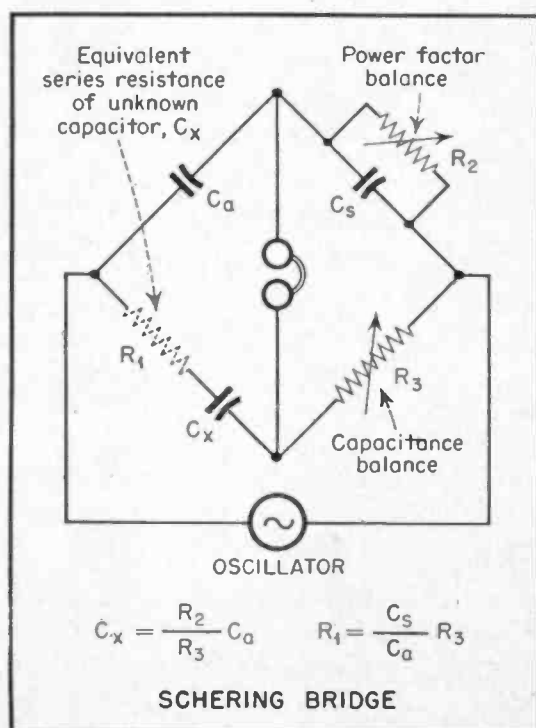 Equivalent
series resistance
of unknown
capacitor, Cx
Power factor
balance
R2
Ca
Cs
R1
Cx
R3
Capacitance
balance
OSCILLATOR
Cx = R2/R3 Ca R1 = Cs/Ca R3
SCHERING BRIDGE